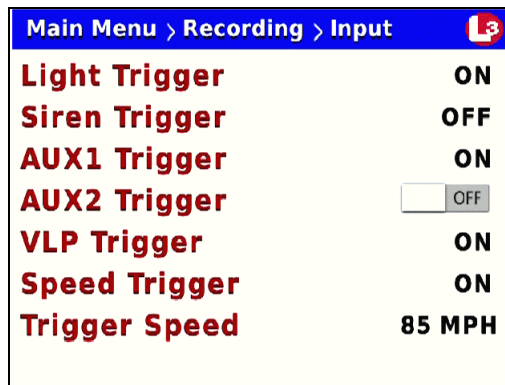 Main Menu > Recording > Input L3
Light Trigger ON
Siren Trigger OFF
AUX1 Trigger ON
AUX2 Trigger OFF
VLP Trigger ON
Speed Trigger ON
Trigger Speed 85 MPH